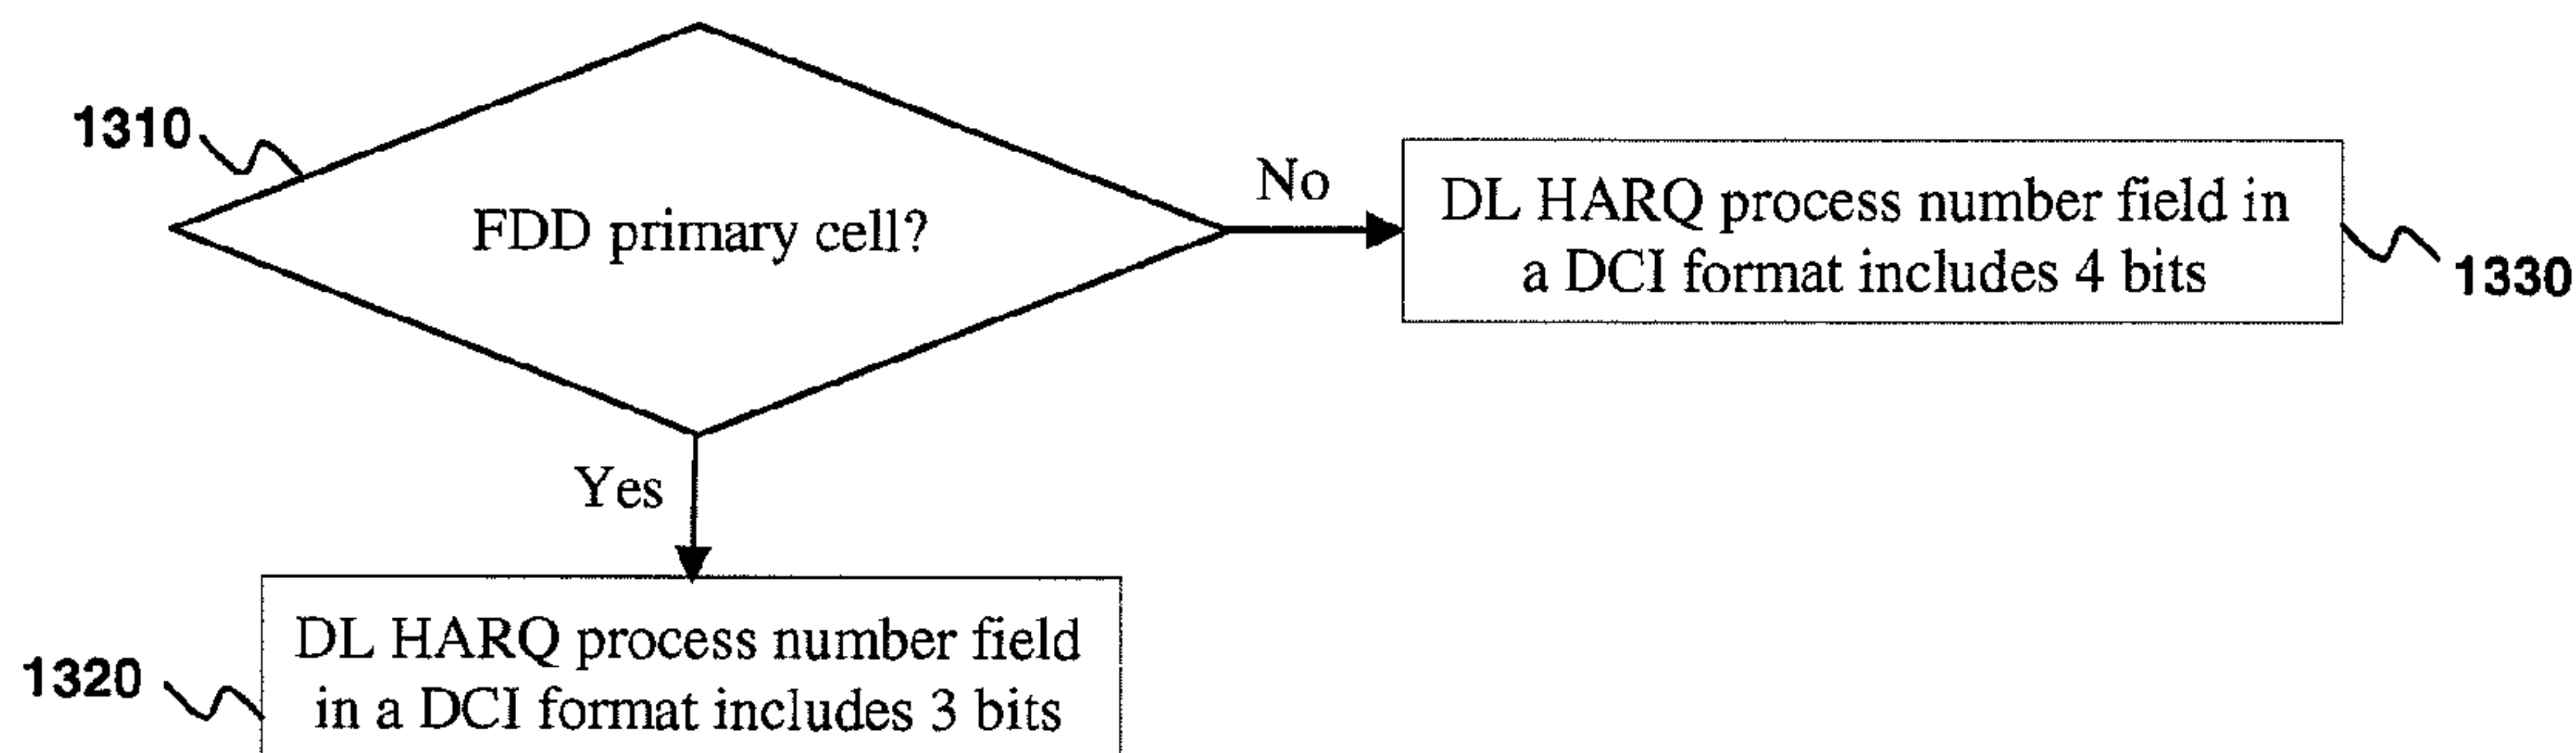 1310
FDD primary cell?
No
DL HARQ process number field in
a DCI format includes 4 bits
1330
Yes
DL HARQ process number field
in a DCI format includes 3 bits
1320